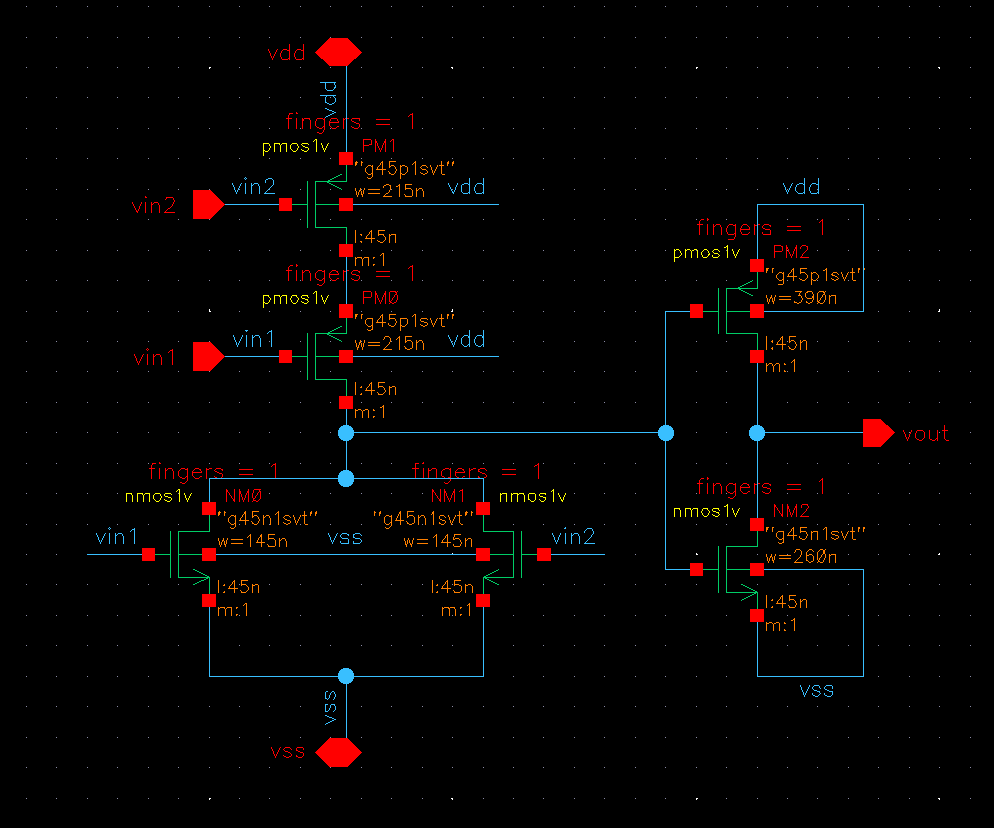 vdd
vdd
fingers = 1
pmos1v
PM1
"g45p1svt"
vin2
vin2
w=215n
vdd
l:45n
m:1
fingers = 1
pmos1v
PM0
"g45p1svt"
vin1
vin1
w=215n
vdd
l:45n
m:1
fingers = 1
nmos1v
NM0
"g45n1svt"
vin1
w=145n
l:45n
m:1
vss
fingers = 1
NM1
nmos1v
"g45n1svt"
w=145n
vin2
l:45n
m:1
vss
vss
vdd
fingers = 1
pmos1v
PM2
"g45p1svt"
w=390n
l:45n
m:1
vout
fingers = 1
nmos1v
NM2
"g45n1svt"
w=260n
l:45n
m:1
vss